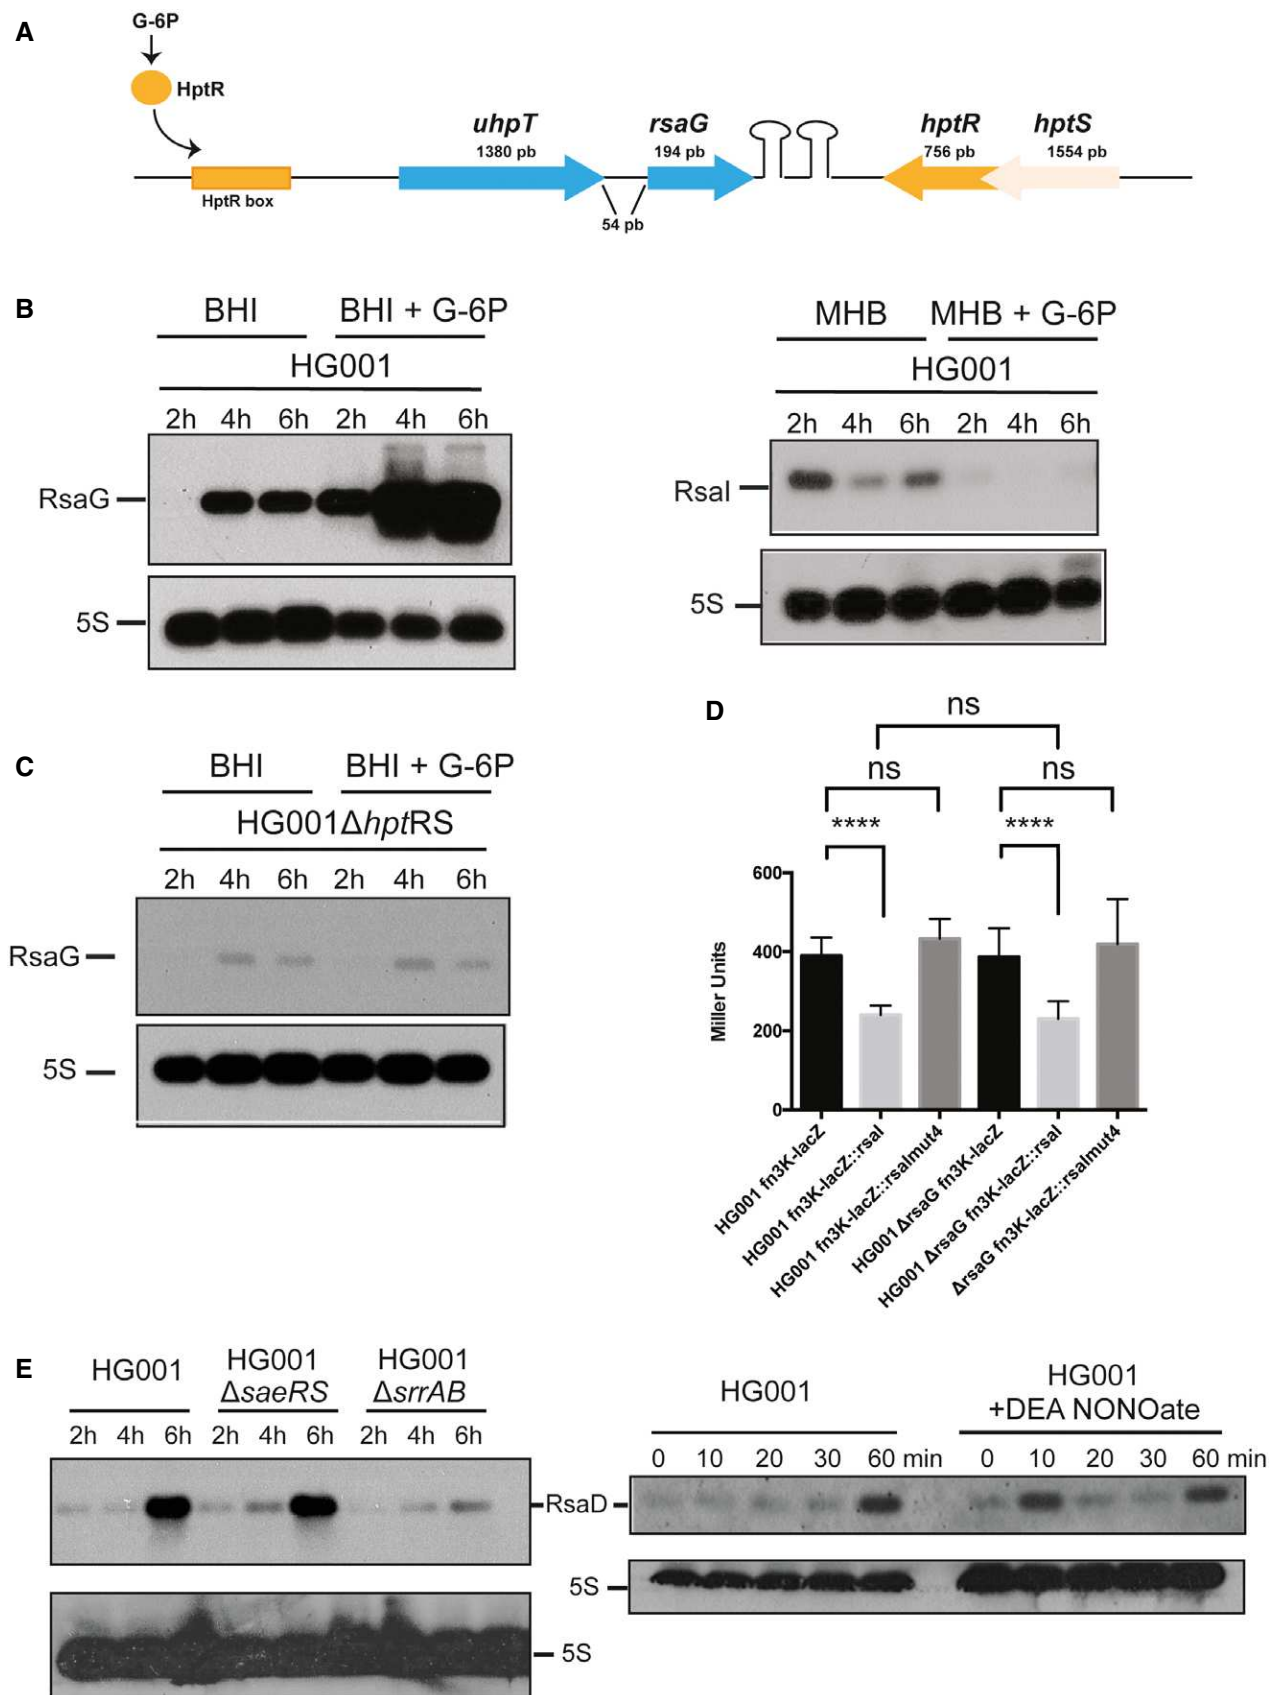 A
G-6P
HptR
uhpT
rsaG
hptR
hptS
1380 pb
194 pb
756 pb
1554 pb
HptR box
54 pb
B
BHI
BHI + G-6P
HG001
2h 4h 6h 2h 4h 6h
RsaG
5S
MHB
MHB + G-6P
HG001
2h 4h 6h 2h 4h 6h
RsaI
5S
C
BHI
BHI + G-6P
HG001ΔhptRS
2h 4h 6h 2h 4h 6h
RsaG
5S
D
ns
ns
ns
****
****
Miller Units
600
400
200
0
HG001 fn3K-lacZ
HG001 fn3K-lacZ::rsaI
HG001 fn3K-lacZ::rsaImut4
HG001 ΔrsaG fn3K-lacZ
HG001 ΔrsaG fn3K-lacZ::rsaI
ΔrsaG fn3K-lacZ::rsaImut4
E
HG001
HG001
ΔsaeRS
HG001
ΔsrrAB
2h 4h 6h 2h 4h 6h 2h 4h 6h
RsaD
5S
HG001
HG001
+DEA NONOate
0 10 20 30 60 min 0 10 20 30 60 min
5S